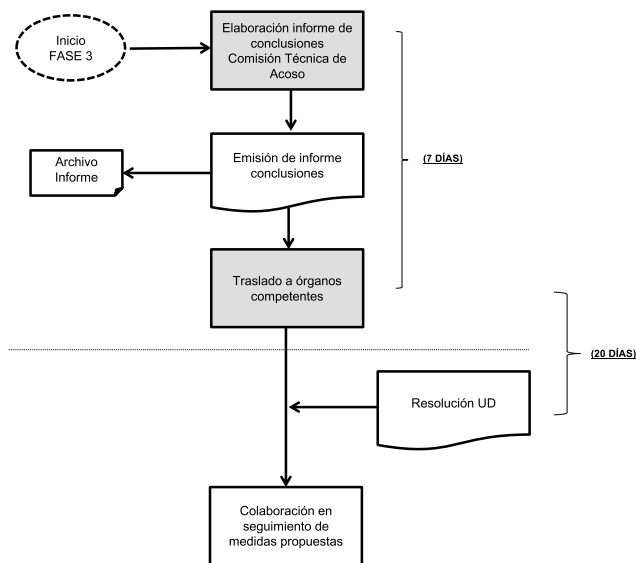 Inicio
FASE 3
Elaboración informe de
conclusiones
Comisión Técnica de
Acoso
Archivo
Informe
Emisión de informe
conclusiones
(7 DÍAS)
Traslado a órganos
competentes
(20 DÍAS)
Resolución UD
Colaboración en
seguimiento de
medidas propuestas